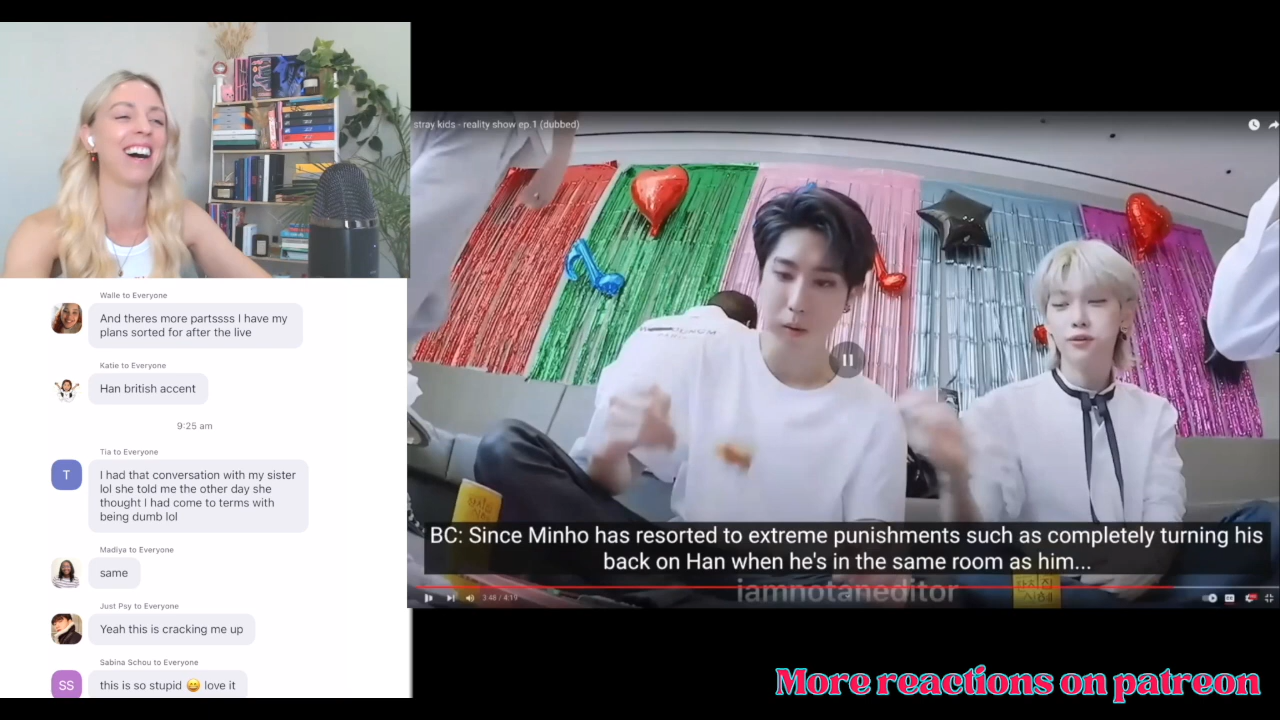 Walle to Everyone
And theres more partssss I have my
plans sorted for after the live
Katie to Everyone
Han british accent
9:25 am
Tia to Everyone
T
I had that conversation with my sister
lol she told me the other day she
thought I had come to terms with
being dumb lol
Madiya to Everyone
same
Just Psy to Everyone
Yeah this is cracking me up
Sabina Schou to Everyone
SS
this is so stupid 😄 love it
stray kids - reality show ep.1 (dubbed)
BC: Since Minho has resorted to extreme punishments such as completely turning his
back on Han when he's in the same room as him...
iamnotaneditor
3:48 / 4:19
More reactions on patreon